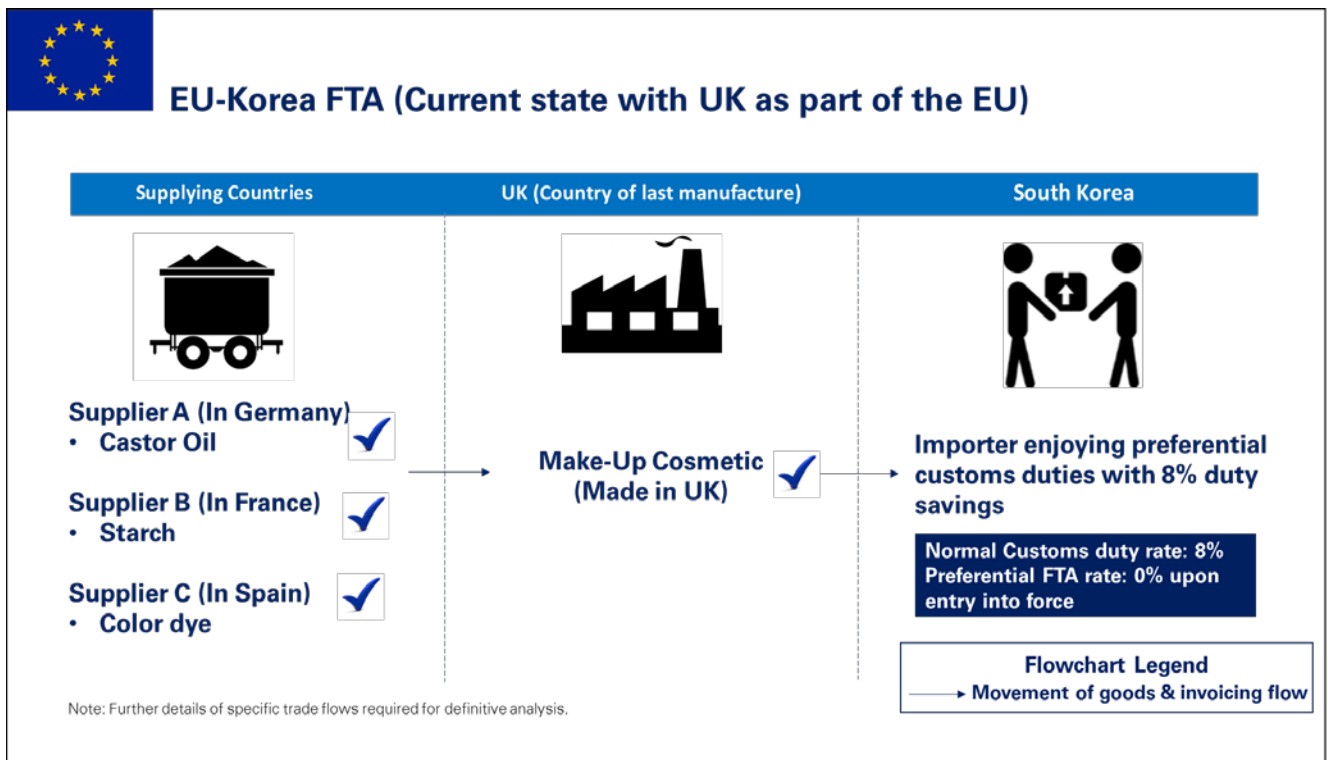 EU-Korea FTA (Current state with UK as part of the EU)
Supplying Countries
UK (Country of last manufacture)
South Korea
Supplier A (In Germany)
• Castor Oil
Supplier B (In France)
• Starch
Supplier C (In Spain)
• Color dye
Make-Up Cosmetic
(Made in UK)
Importer enjoying preferential
customs duties with 8% duty
savings
Normal Customs duty rate: 8%
Preferential FTA rate: 0% upon
entry into force
Flowchart Legend
Movement of goods & invoicing flow
Note: Further details of specific trade flows required for definitive analysis.